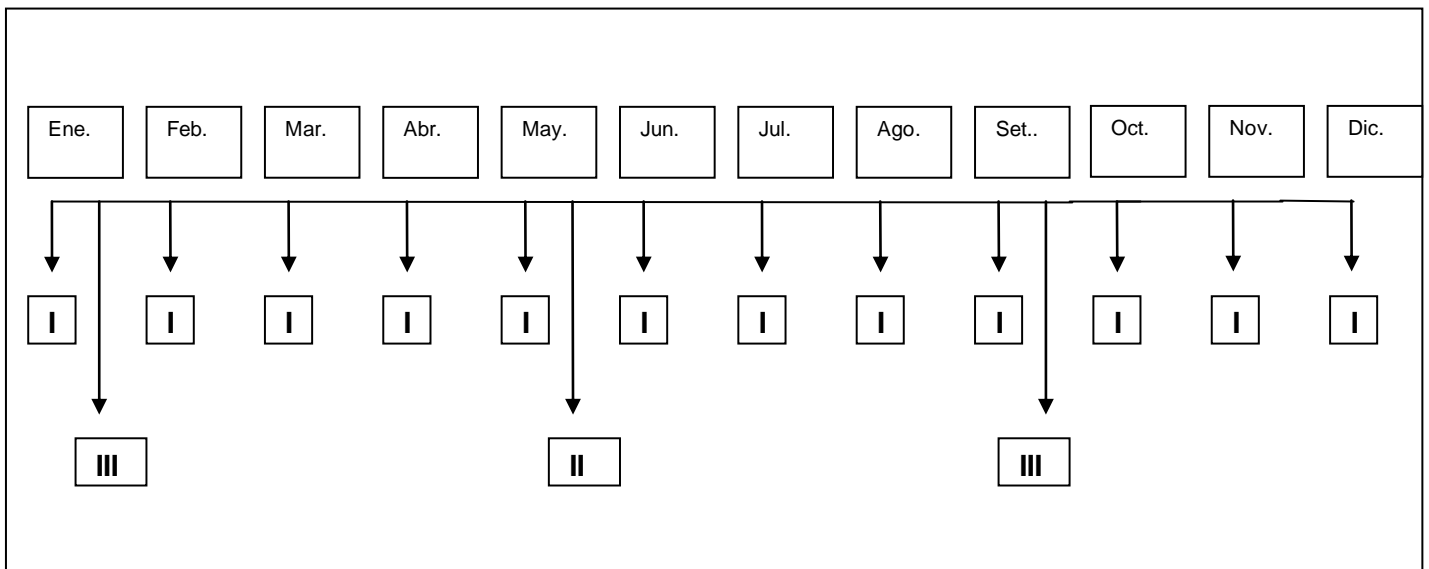 Ene. Feb. Mar. Abr. May. Jun. Jul. Ago. Set.. Oct. Nov. Dic.
I I I I I I I I I I I I
III II III